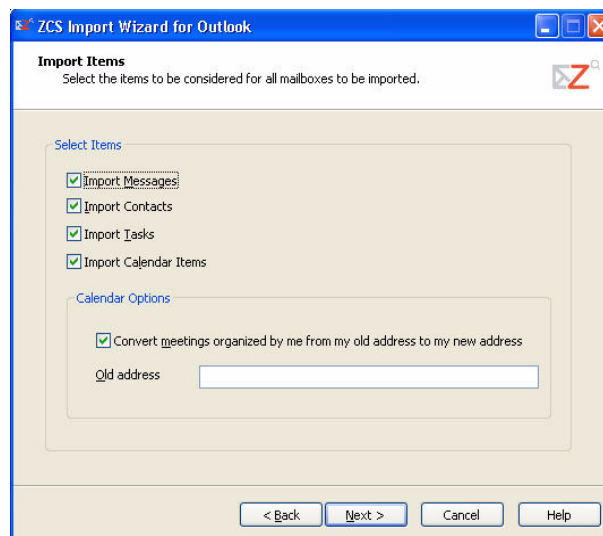 ZCS Import Wizard for Outlook
Import Items
Select the items to be considered for all mailboxes to be imported.
Z
Select Items
Import Messages
Import Contacts
Import Tasks
Import Calendar Items
Calendar Options
Convert meetings organized by me from my old address to my new address
Old address
< Back Next > Cancel Help